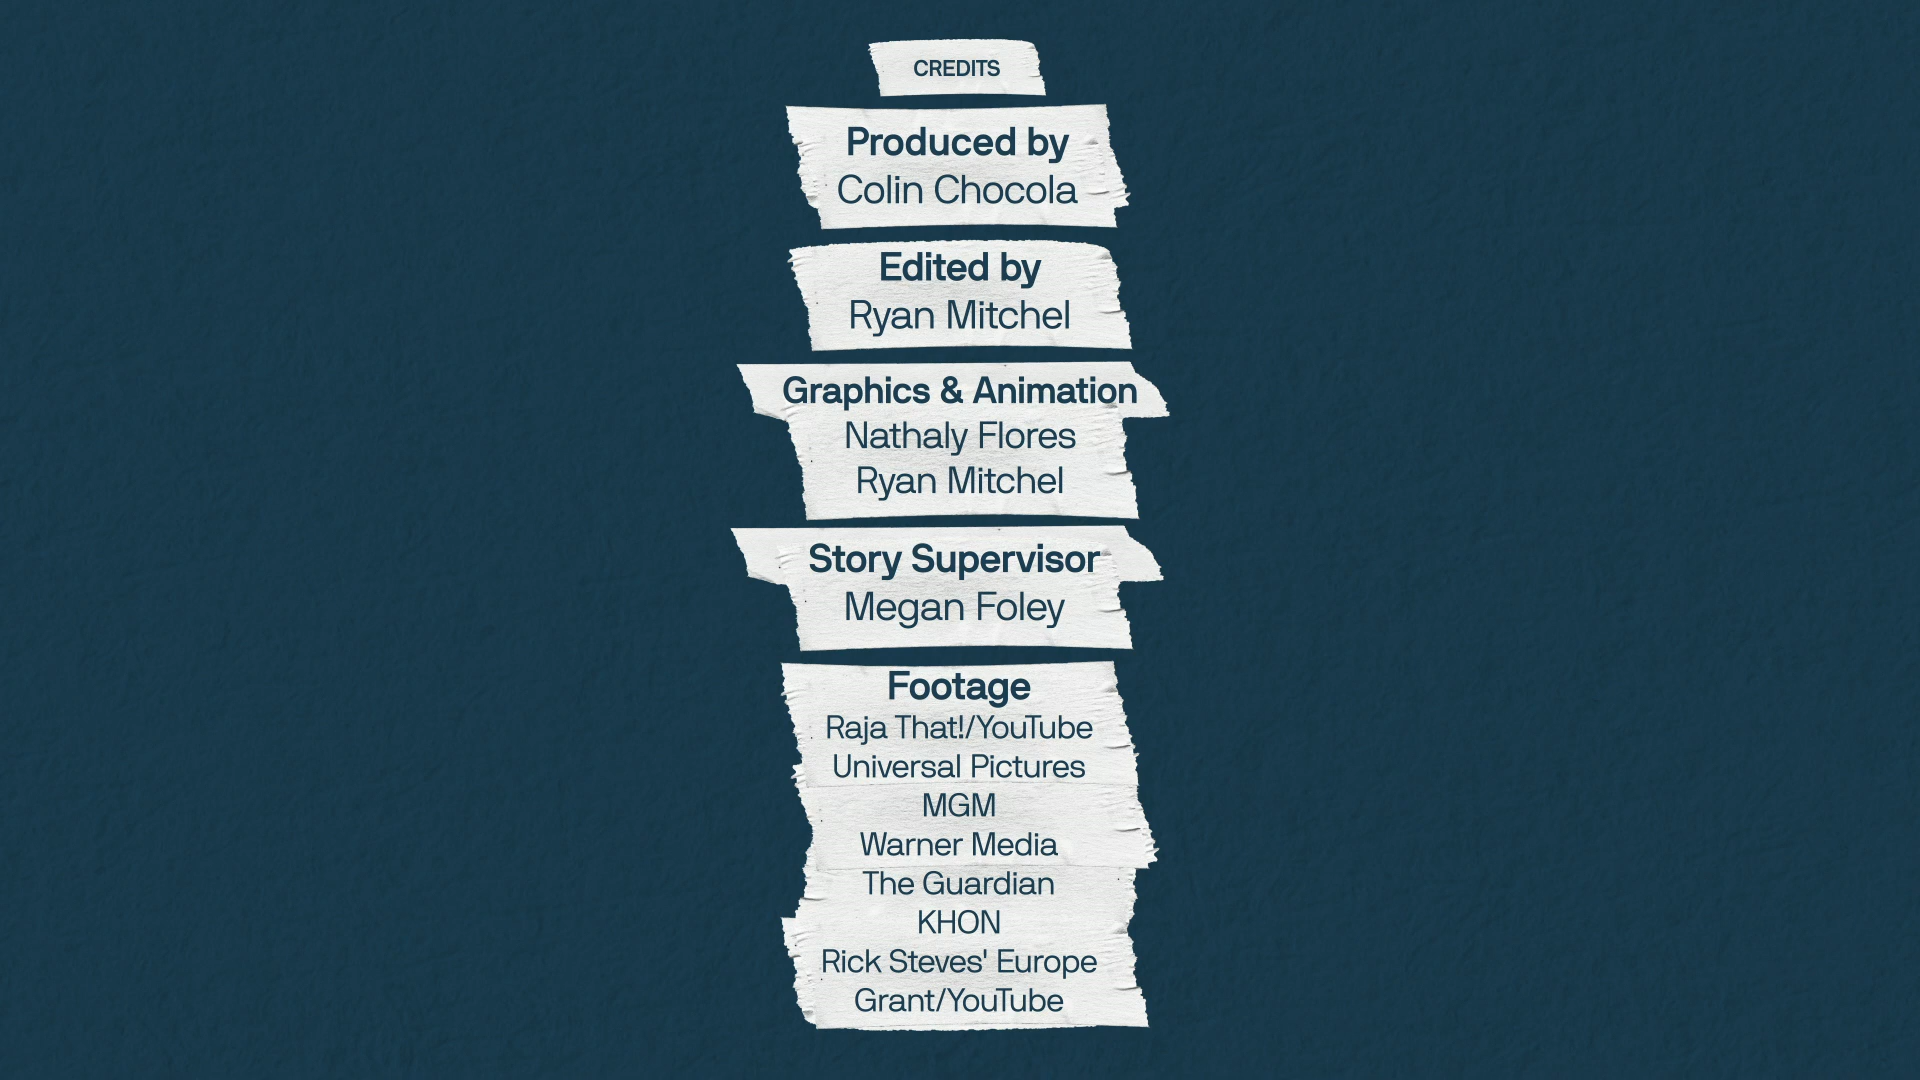 CREDITS
Produced by
Colin Chocola
Edited by
Ryan Mitchel
Graphics & Animation
Nathaly Flores
Ryan Mitchel
Story Supervisor
Megan Foley
Footage
Raja That!/YouTube
Universal Pictures
MGM
Warner Media
The Guardian
KHON
Rick Steves' Europe
Grant/YouTube